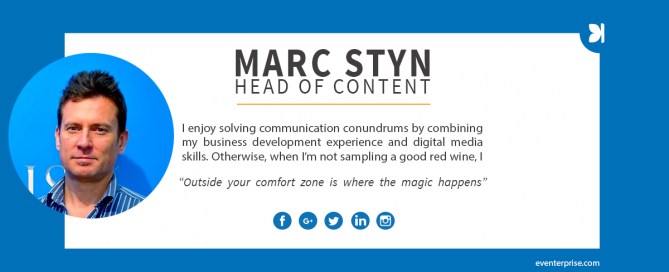 MARC STYN
HEAD OF CONTENT
I enjoy solving communication conundrums by combining
my business development experience and digital media
skills. Otherwise, when I'm not sampling a good red wine, I
“Outside your comfort zone is where the magic happens”
eventerprise.com